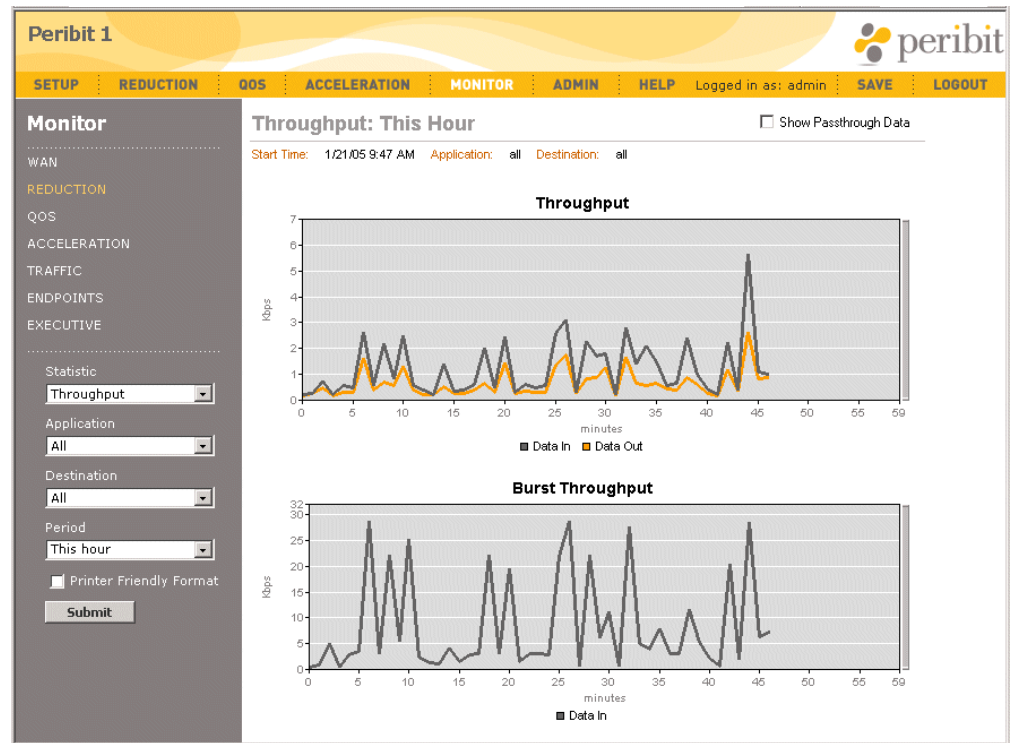 Peribit 1
peribit
SETUP REDUCTION QOS ACCELERATION MONITOR ADMIN HELP Logged in as: admin SAVE LOGOUT
Monitor
WAN
REDUCTION
QOS
ACCELERATION
TRAFFIC
ENDPOINTS
EXECUTIVE
Statistic
Throughput
Application
All
Destination
All
Period
This hour
Printer Friendly Format
Submit
Throughput: This Hour
Show Passthrough Data
Start Time: 1/21/05 9:47 AM Application: all Destination: all
Throughput
7
6
5
4
3
2
1
0
Kbps
0 5 10 15 20 25 30 35 40 45 50 55 59
minutes
Data In Data Out
Burst Throughput
32
30
25
20
15
10
5
0
Kbps
0 5 10 15 20 25 30 35 40 45 50 55 59
minutes
Data In